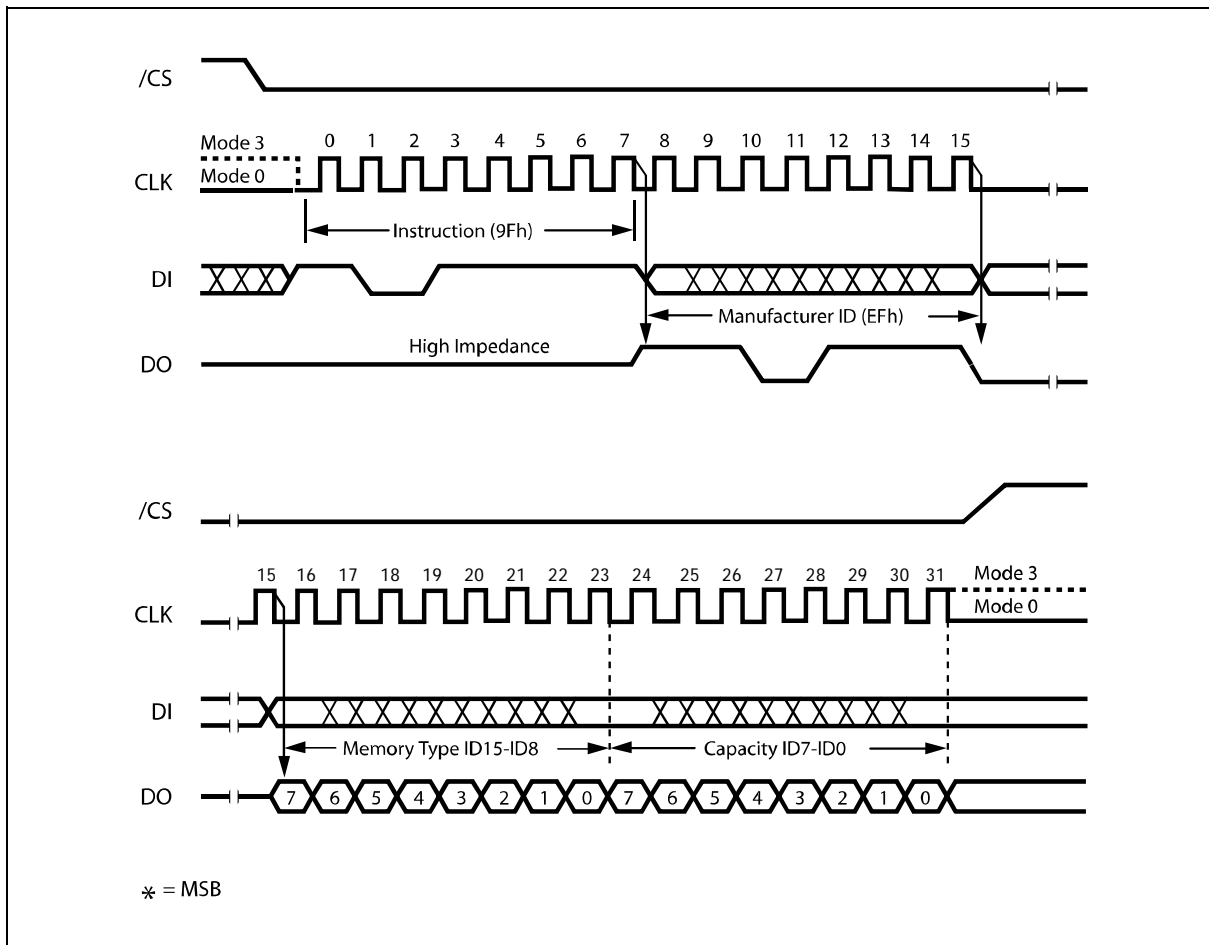 /CS
Mode 3
0 1 2 3 4 5 6 7 8 9 10 11 12 13 14 15
Mode 0
CLK
Instruction (9Fh)
DI
Manufacturer ID (EFh)
High Impedance
DO
/CS
15 16 17 18 19 20 21 22 23 24 25 26 27 28 29 30 31
Mode 3
Mode 0
CLK
DI
Memory Type ID15-ID8 Capacity ID7-ID0
DO 7 6 5 4 3 2 1 0 7 6 5 4 3 2 1 0
* = MSB